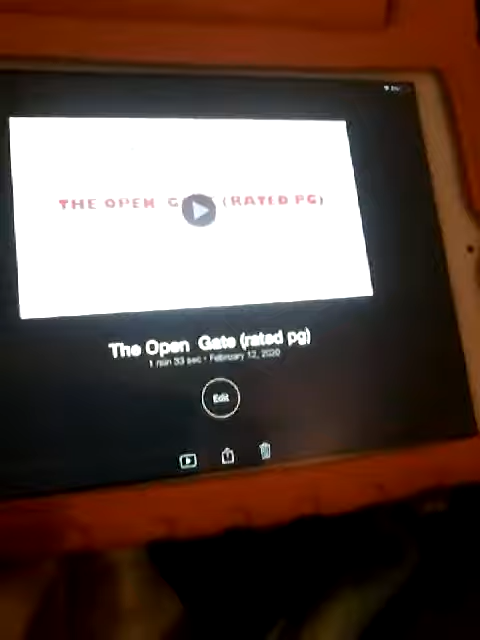 THE OPEN G (RATED PG)
The Open Gate (rated pg)
1 min 33 sec • February 12, 2020
Edit